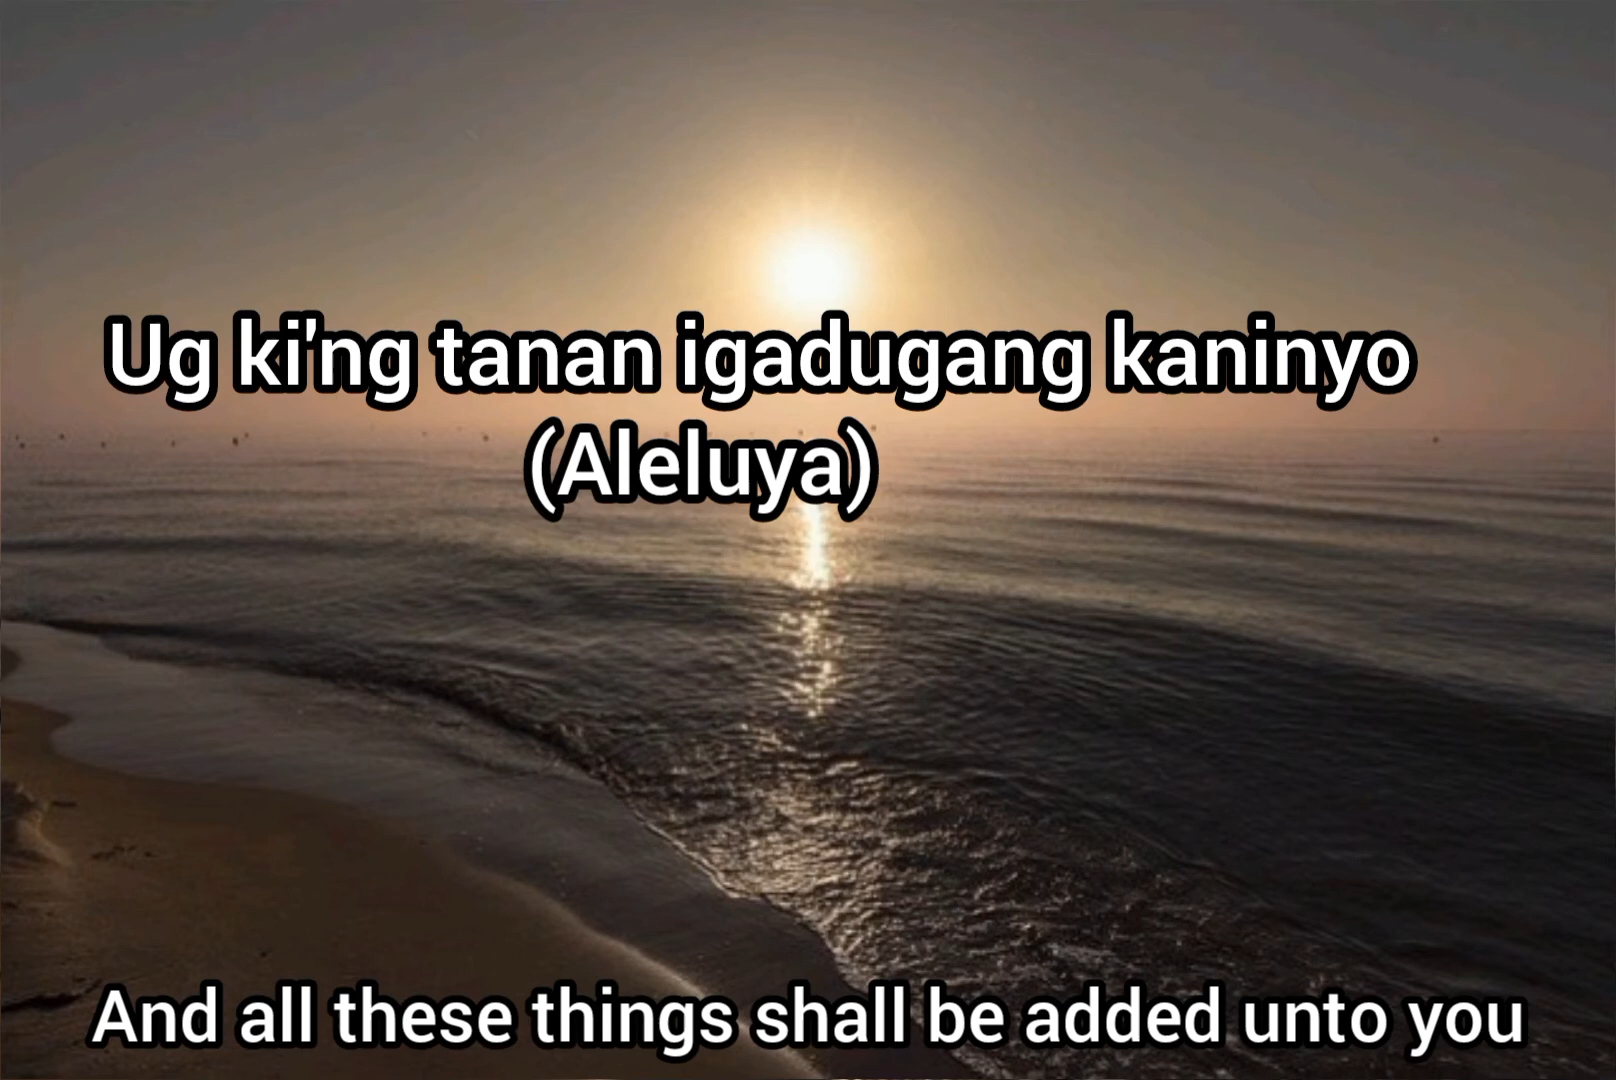 Ug ki'ng tanan igadugang kaninyo
(Aleluya)
And all these things shall be added unto you